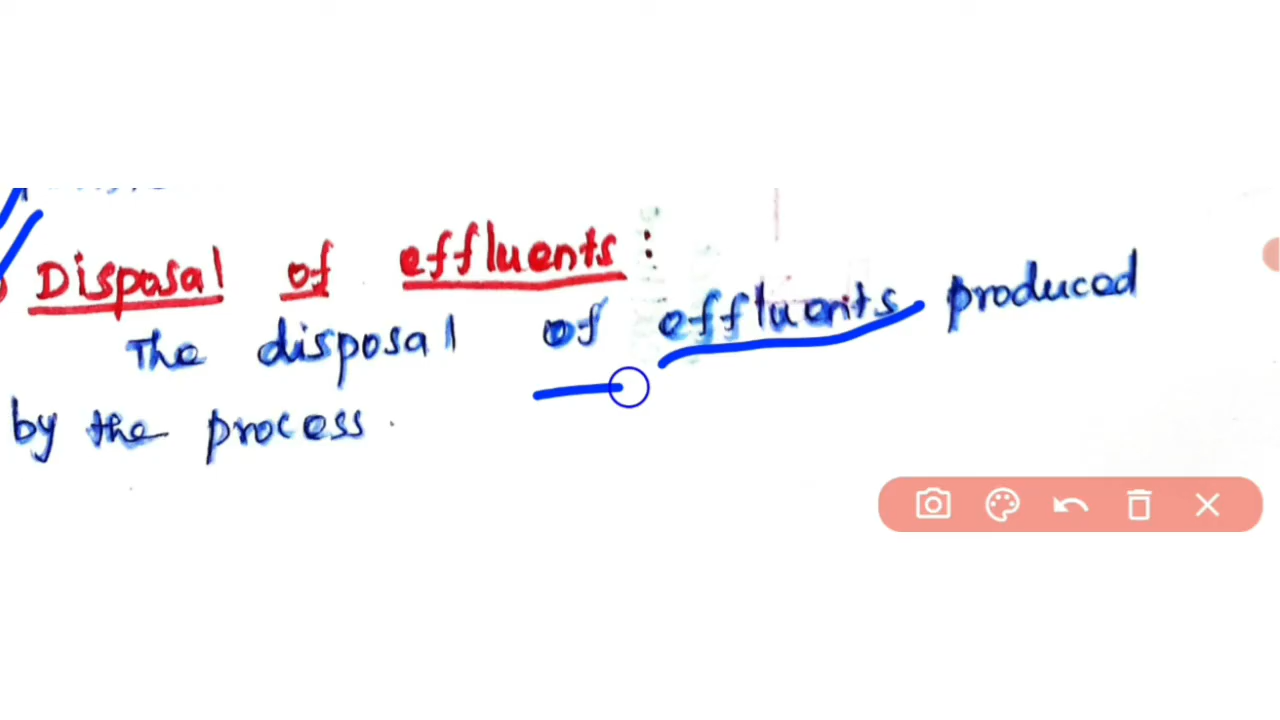 Disposal of effluents :
The disposal of effluents produced
by the process.